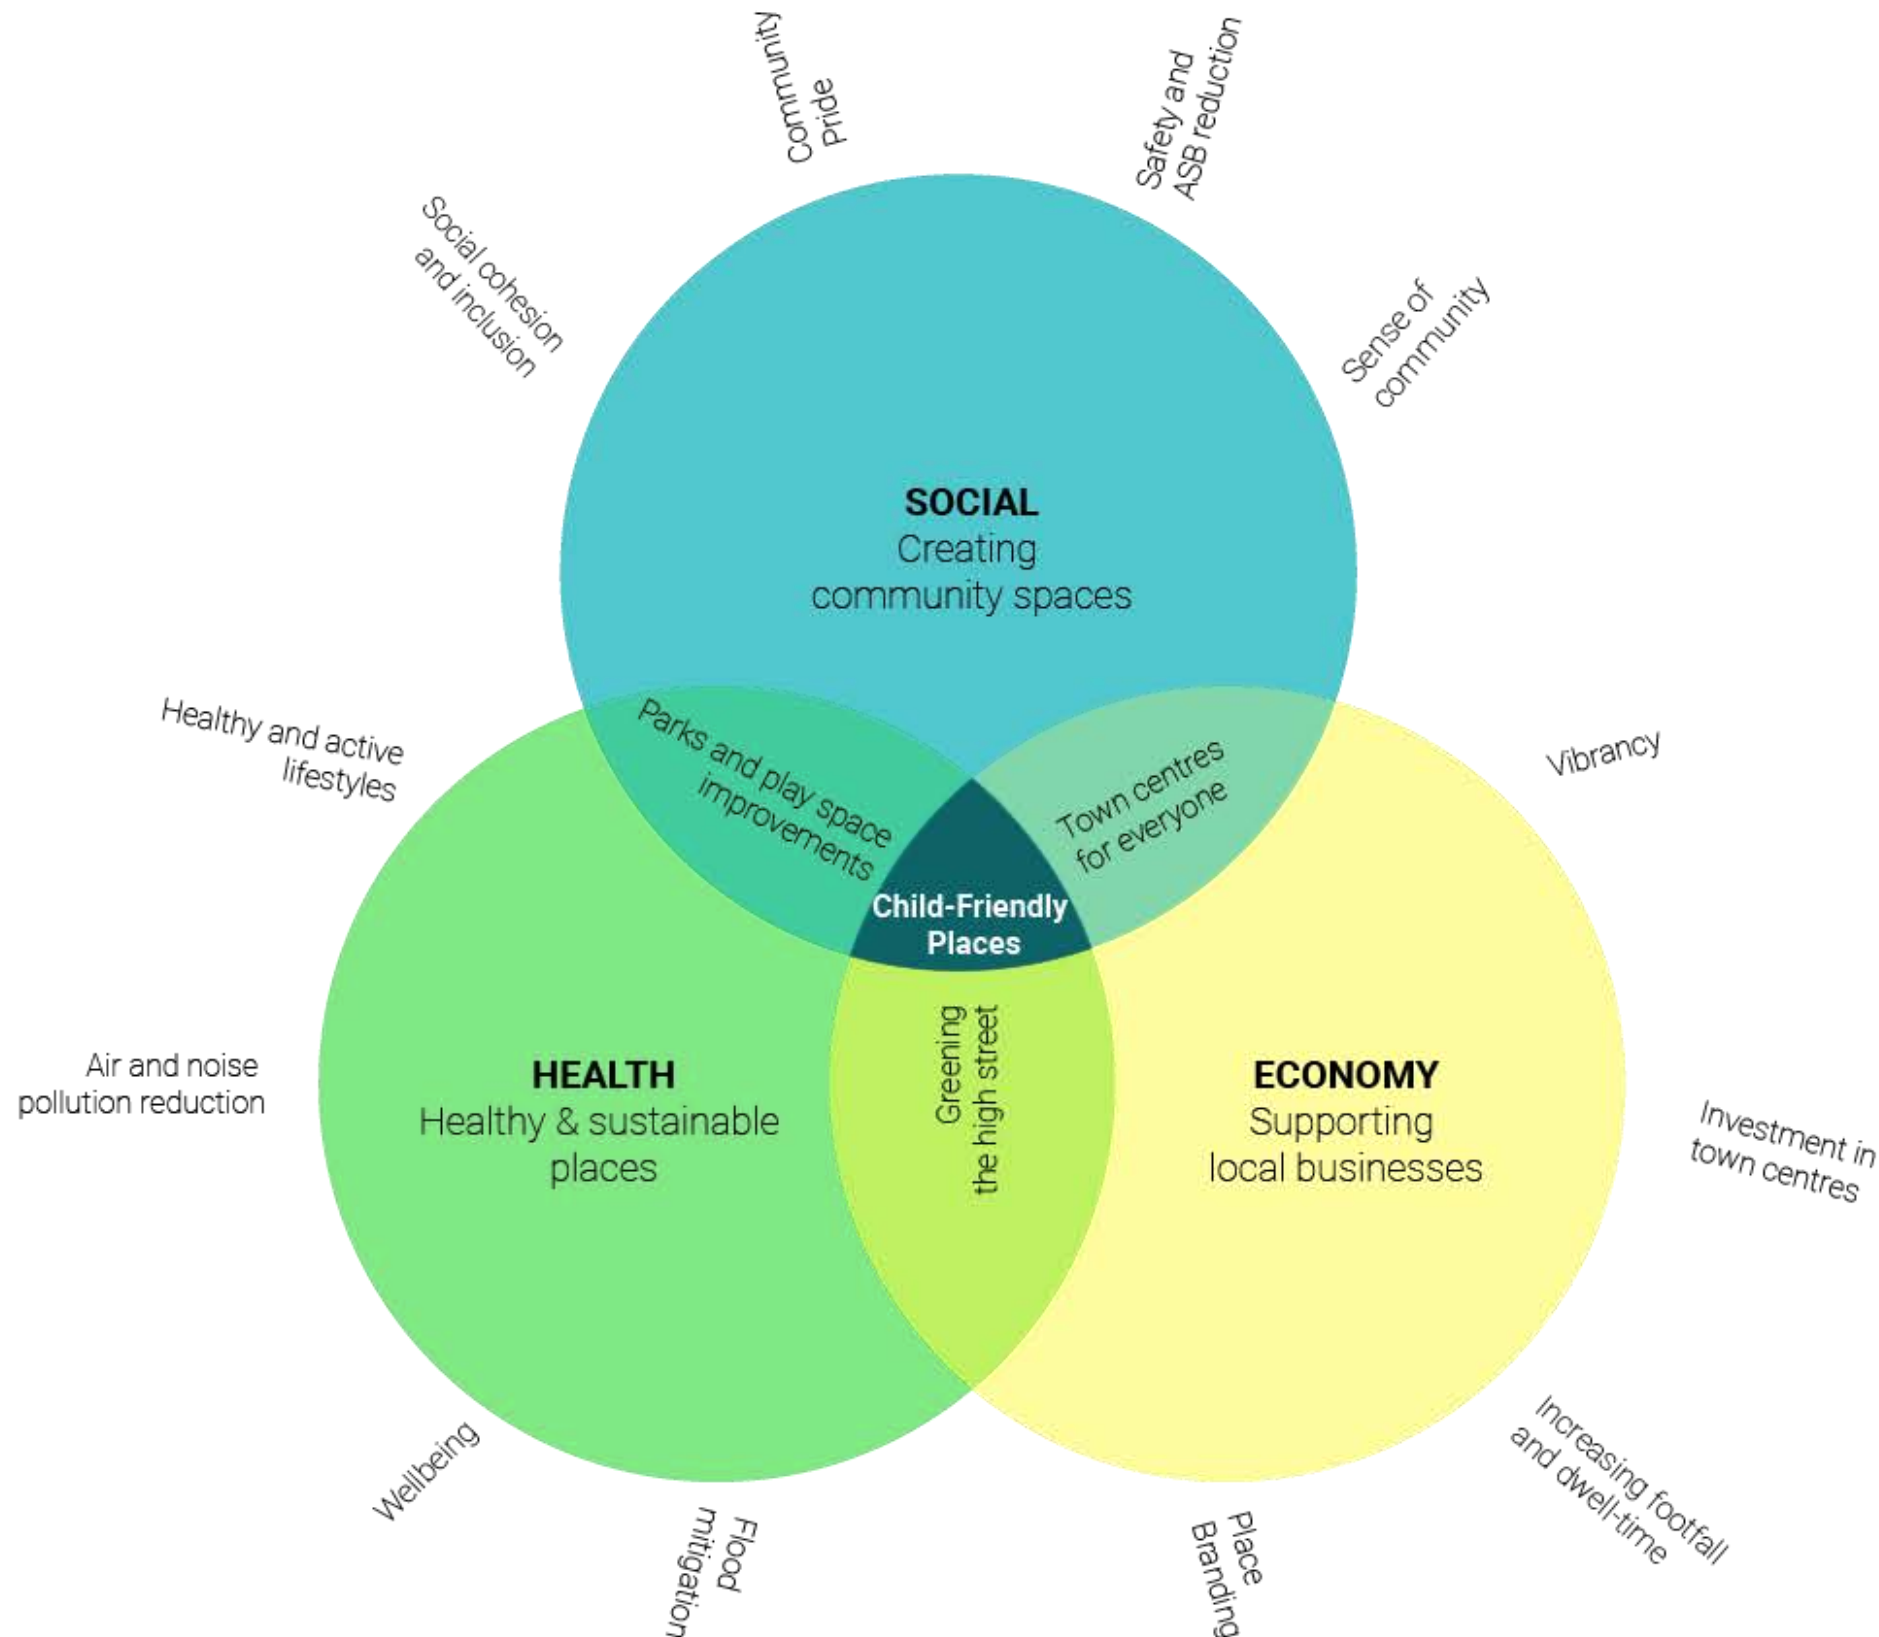 Community
Pride
Safety and
ASB reduction
Social cohesion
and inclusion
Sense of
community
SOCIAL
Creating
community spaces
Healthy and active
lifestyles
Parks and play space
improvements
Town centres
for everyone
Vibrancy
Child-Friendly
Places
Air and noise
pollution reduction
HEALTH
Healthy & sustainable
places
Greening
the high street
ECONOMY
Supporting
local businesses
Investment in
town centres
Wellbeing
Flood
mitigation
Place
Branding
Increasing footfall
and dwell-time